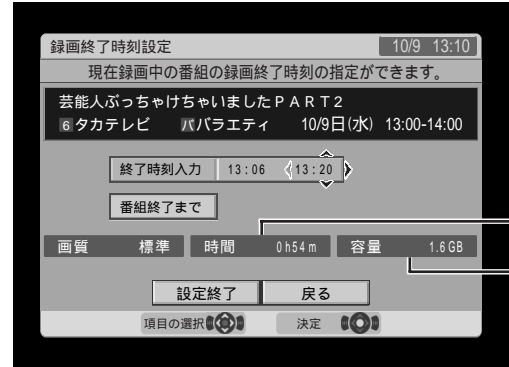 録画終了時刻設定 10/9 13:10
現在録画中の番組の録画終了時刻の指定ができます。
芸能人ぶっちゃけちゃいましたPART2
6 タカテレビ バ バラエティ 10/9日(水) 13:00-14:00
終了時刻入力 13:06 13:20
番組終了まで
画質 標準 時間 0h54m 容量 1.6GB
設定終了 戻る
項目の選択 決定